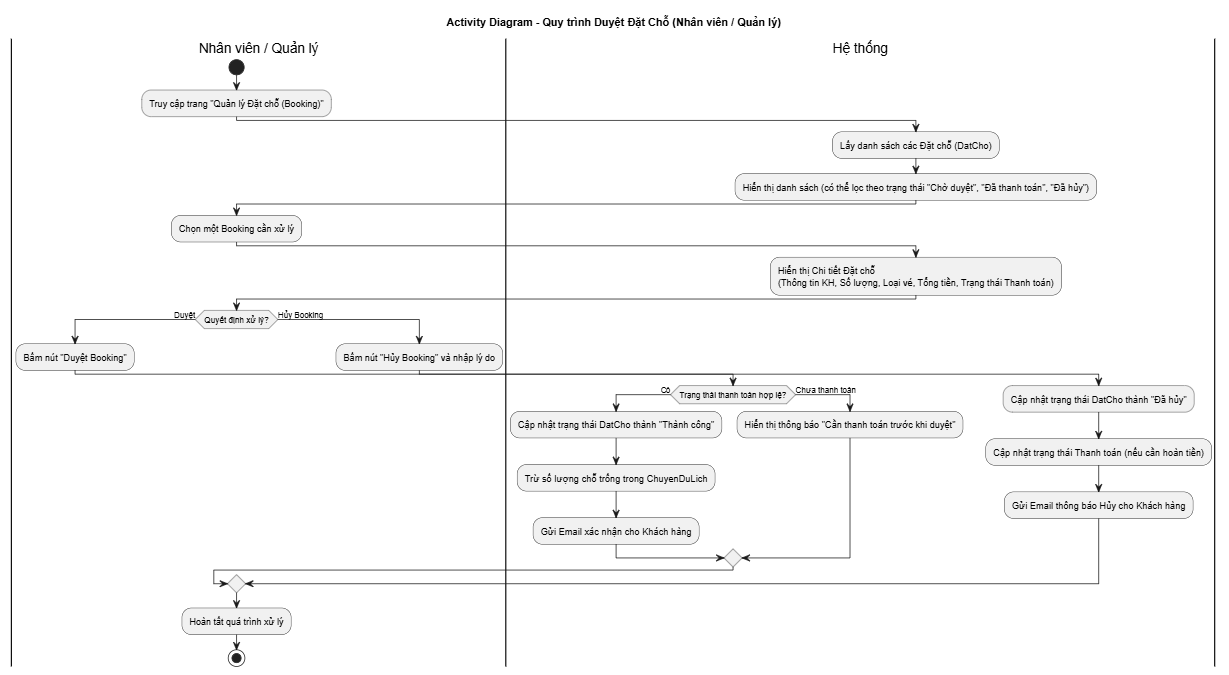 Activity Diagram - Quy trình Duyệt Đặt Chỗ (Nhân viên / Quản lý)
Nhân viên / Quản lý
Hệ thống
Truy cập trang "Quản lý Đặt chỗ (Booking)"
Lấy danh sách các Đặt chỗ (DatCho)
Hiển thị danh sách (có thể lọc theo trạng thái "Chờ duyệt", "Đã thanh toán", "Đã hủy")
Chọn một Booking cần xử lý
Hiển thị Chi tiết Đặt chỗ
(Thông tin KH, Số lượng, Loại vé, Tổng tiền, Trạng thái Thanh toán)
Duyệt
Quyết định xử lý?
Hủy Booking
Bấm nút "Duyệt Booking"
Bấm nút "Hủy Booking" và nhập lý do
Có
Trạng thái thanh toán hợp lệ?
Chưa thanh toán
Cập nhật trạng thái DatCho thành "Đã hủy"
Cập nhật trạng thái DatCho thành "Thành công"
Hiển thị thông báo "Cần thanh toán trước khi duyệt"
Cập nhật trạng thái Thanh toán (nếu cần hoàn tiền)
Trừ số lượng chỗ trống trong ChuyenDuLich
Gửi Email thông báo Hủy cho Khách hàng
Gửi Email xác nhận cho Khách hàng
Hoàn tất quá trình xử lý